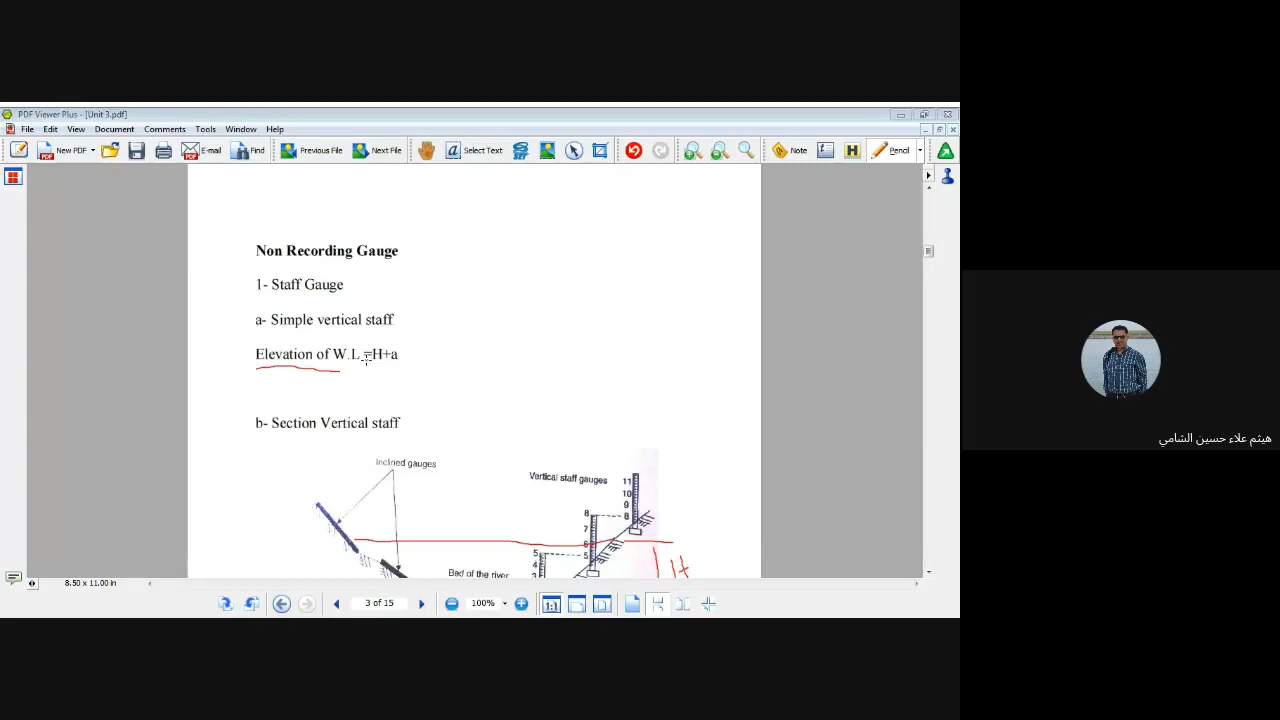 PDF Viewer Plus - [Unit 3.pdf]
File Edit View Document Comments Tools Window Help
New PDF E-mail Find Previous File Next File Select Text Note Pencil
Non Recording Gauge
1- Staff Gauge
a- Simple vertical staff
Elevation of W.L =H+a
b- Section Vertical staff
Inclined gauges
Vertical staff gauges
11
10
9
8
8
7
6
5
5
4
Bed of the river
H
هيثم علاء حسين الشامي
8.50 x 11.00 in
3 of 15
100%
1:1